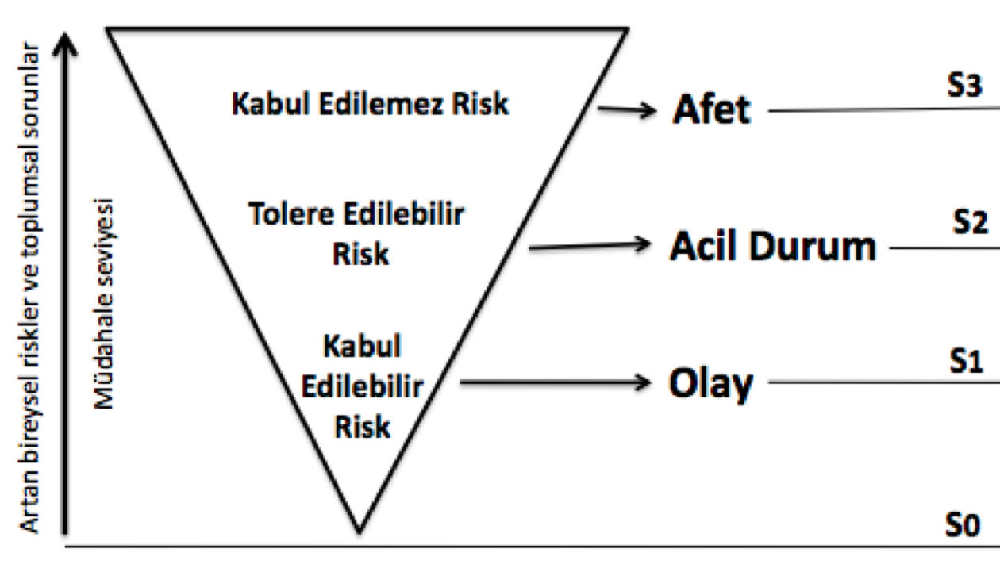 Artan bireysel riskler ve toplumsal sorunlar
Müdahale seviyesi
Kabul Edilemez Risk
Afet
S3
Tolere Edilebilir
Risk
Acil Durum
S2
Kabul
Edilebilir
Risk
Olay
S1
S0